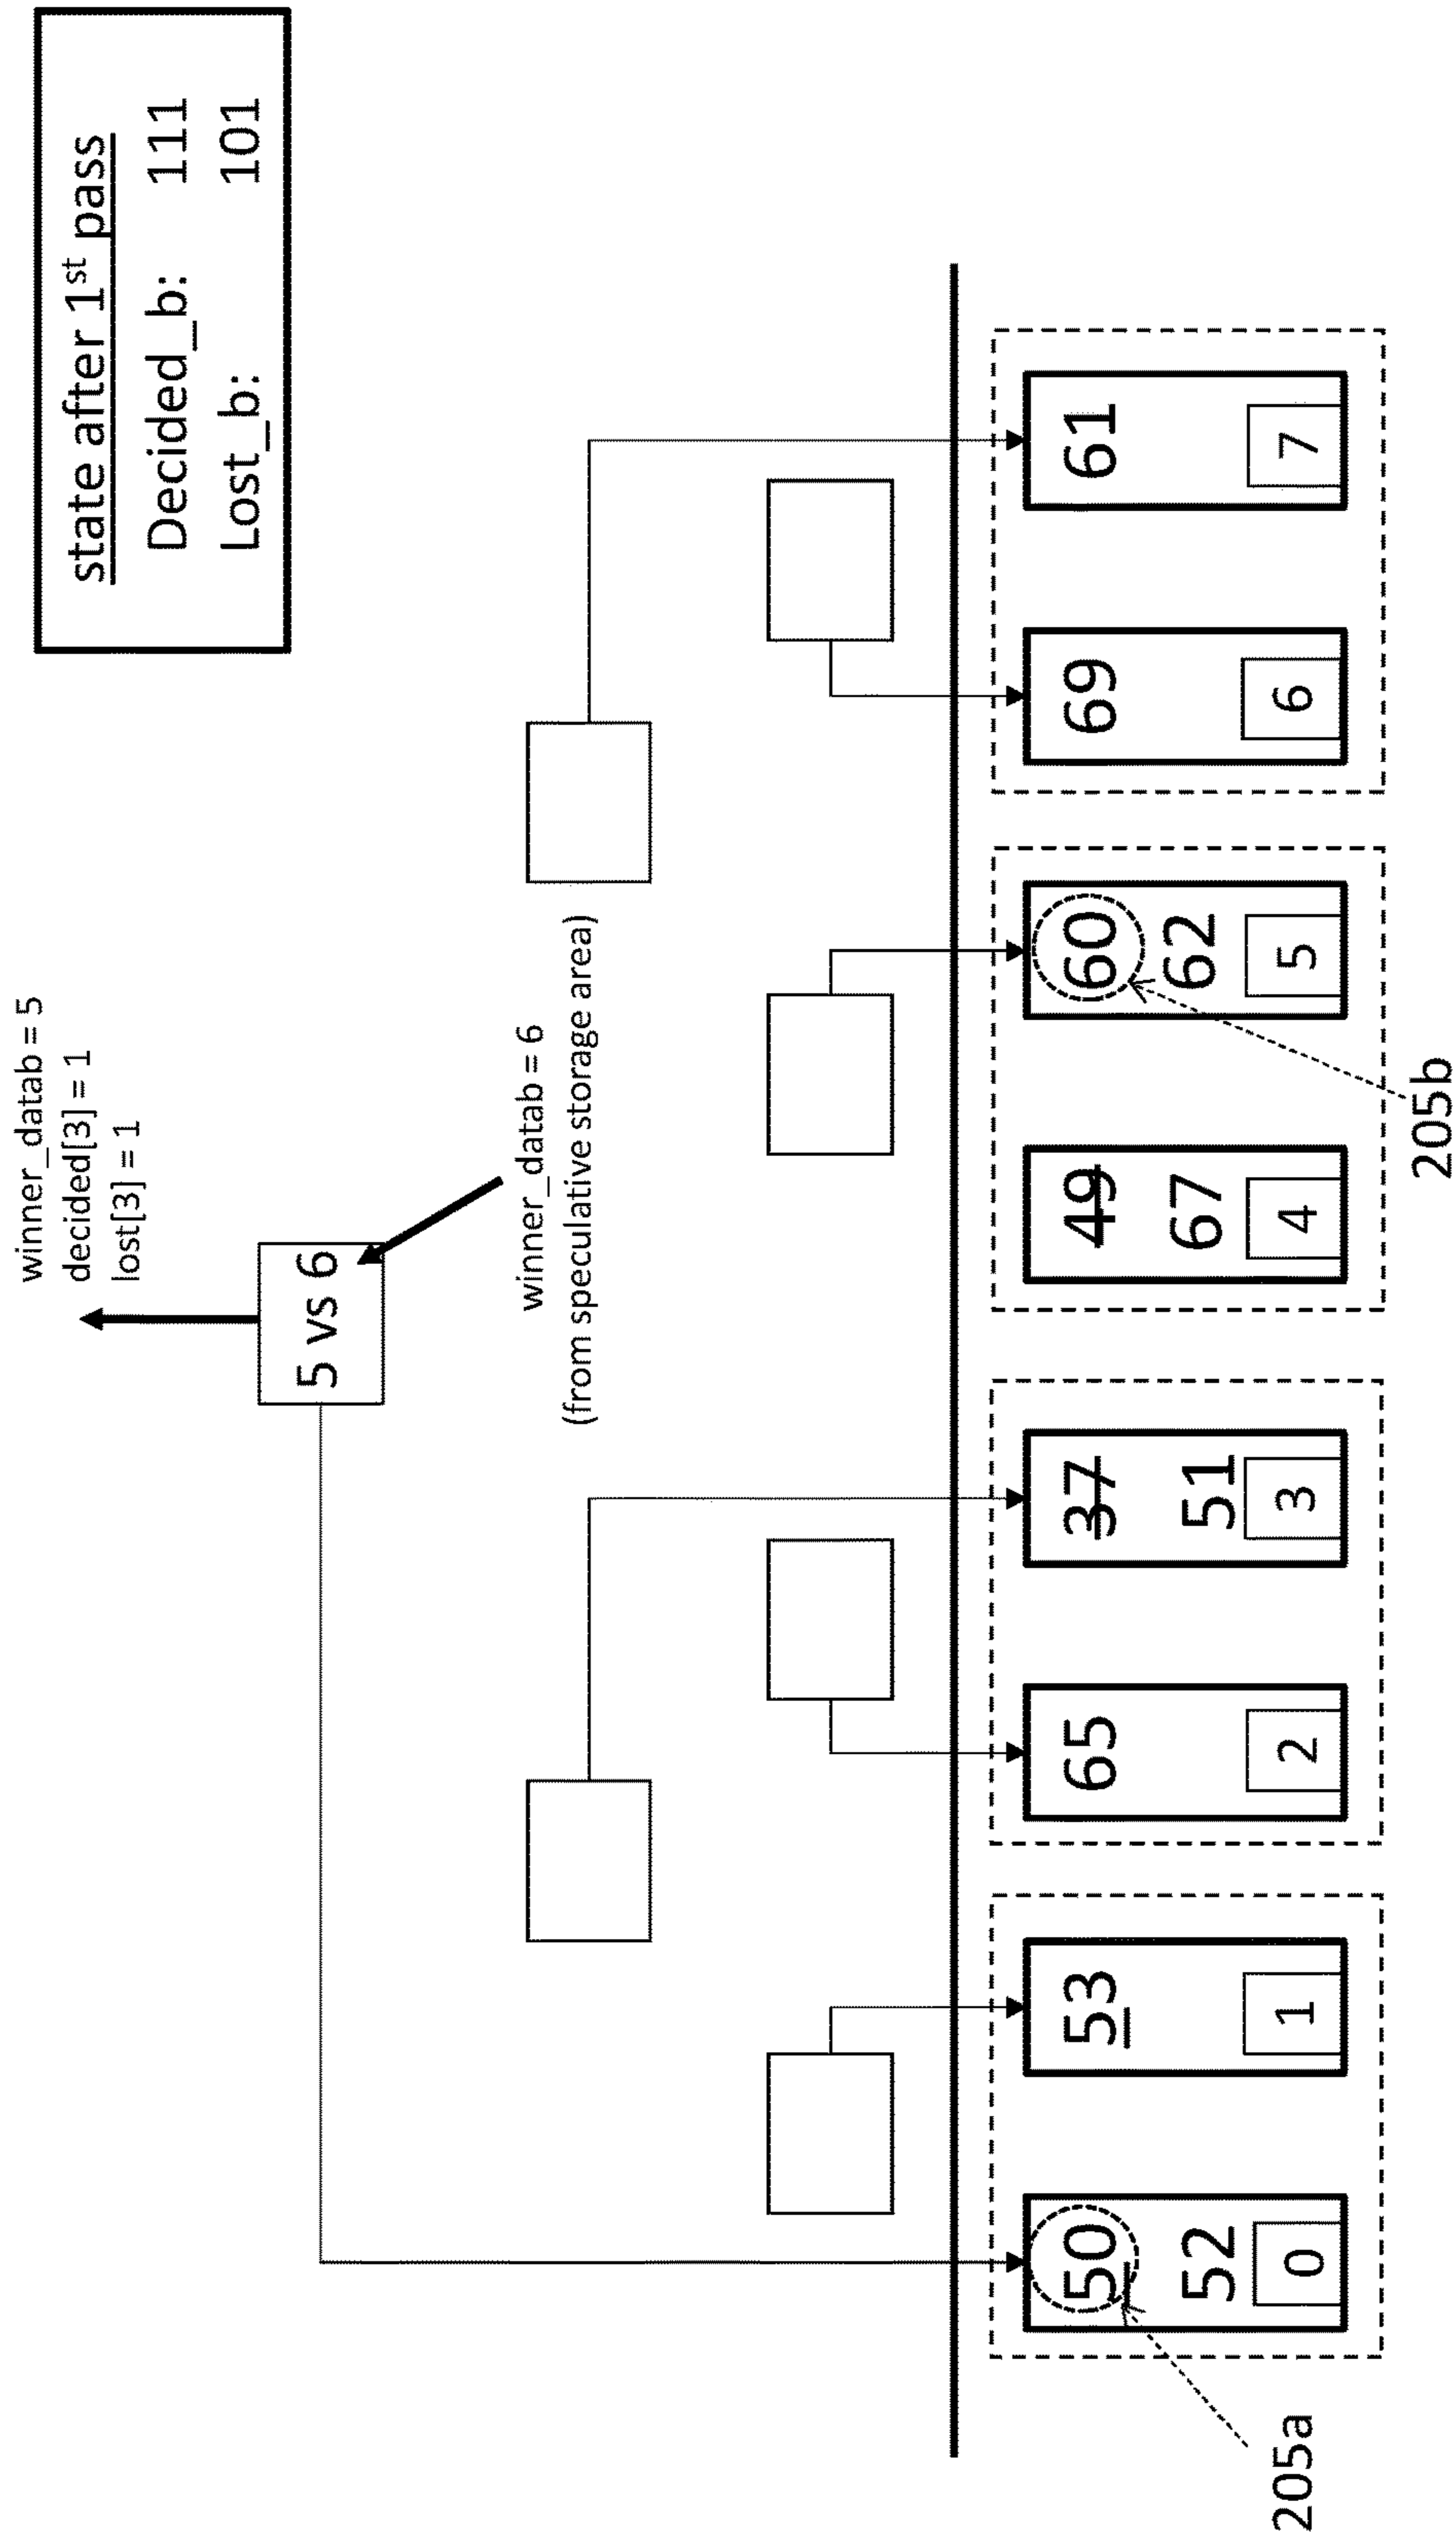 state after 1st pass
Decided_b: 111
Lost_b: 101
winner_datab = 5
decided[3] = 1
lost[3] = 1
5 vs 6
winner_datab = 6
(from speculative storage area)
50
53
65
37
49
60
69
61
52
51
67
62
0
1
2
3
4
5
6
7
205a
205b